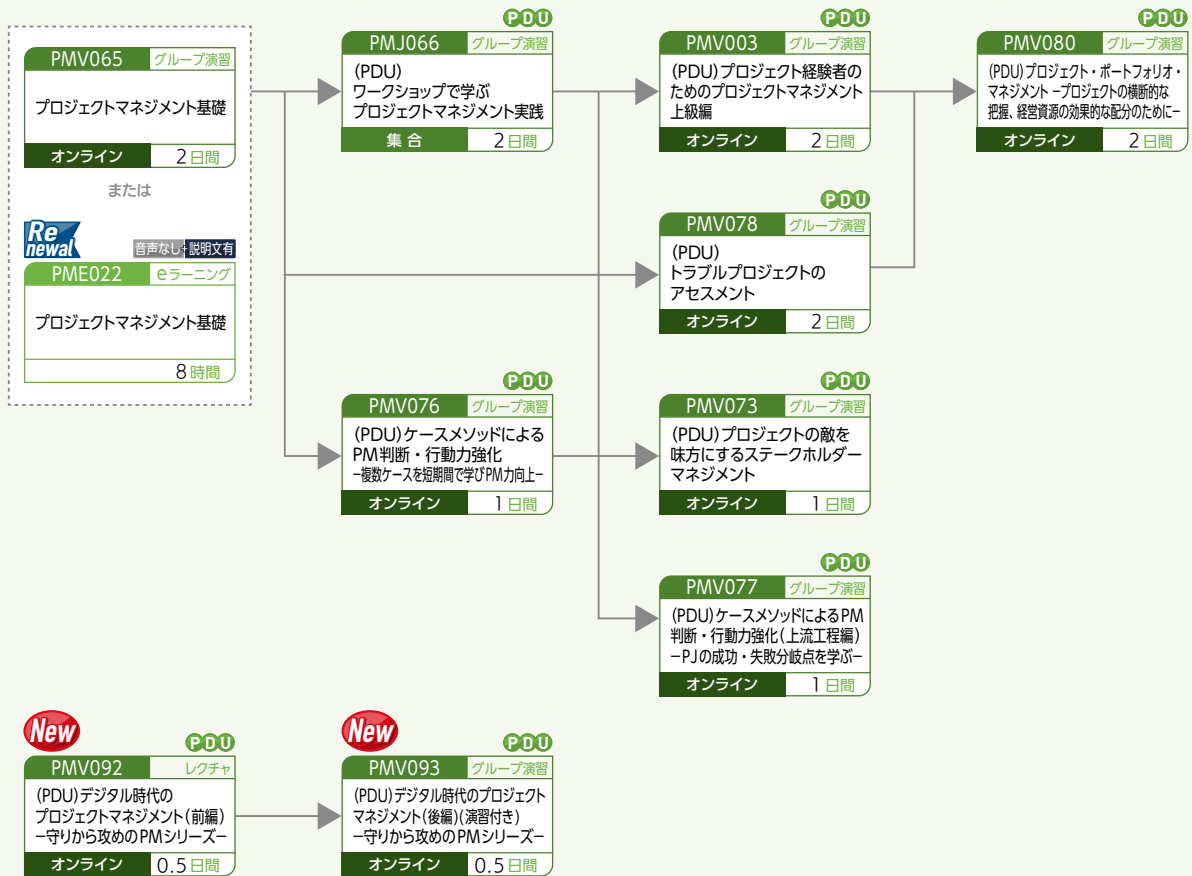 PMV065 グループ演習
プロジェクトマネジメント基礎
オンライン 2日間
または
Renewal
音声なし+説明文有
PME022 eラーニング
プロジェクトマネジメント基礎
8時間
PDU
PMJ066 グループ演習
(PDU)
ワークショップで学ぶ
プロジェクトマネジメント実践
集合 2日間
PDU
PMV003 グループ演習
(PDU)プロジェクト経験者の
ためのプロジェクトマネジメント
上級編
オンライン 2日間
PDU
PMV080 グループ演習
(PDU)プロジェクト・ポートフォリオ・
マネジメント −プロジェクトの横断的な
把握、経営資源の効果的な配分のために−
オンライン 2日間
PDU
PMV078 グループ演習
(PDU)
トラブルプロジェクトの
アセスメント
オンライン 2日間
PDU
PMV076 グループ演習
(PDU)ケースメソッドによる
PM判断・行動力強化
−複数ケースを短期間で学びPM力向上−
オンライン 1日間
PDU
PMV073 グループ演習
(PDU)プロジェクトの敵を
味方にするステークホルダー
マネジメント
オンライン 1日間
PDU
PMV077 グループ演習
(PDU)ケースメソッドによるPM
判断・行動力強化(上流工程編)
−PJの成功・失敗分岐点を学ぶ−
オンライン 1日間
New
PDU
PMV092 レクチャ
(PDU)デジタル時代の
プロジェクトマネジメント(前編)
−守りから攻めのPMシリーズ−
オンライン 0.5日間
New
PDU
PMV093 グループ演習
(PDU)デジタル時代のプロジェクト
マネジメント(後編)(演習付き)
−守りから攻めのPMシリーズ−
オンライン 0.5日間